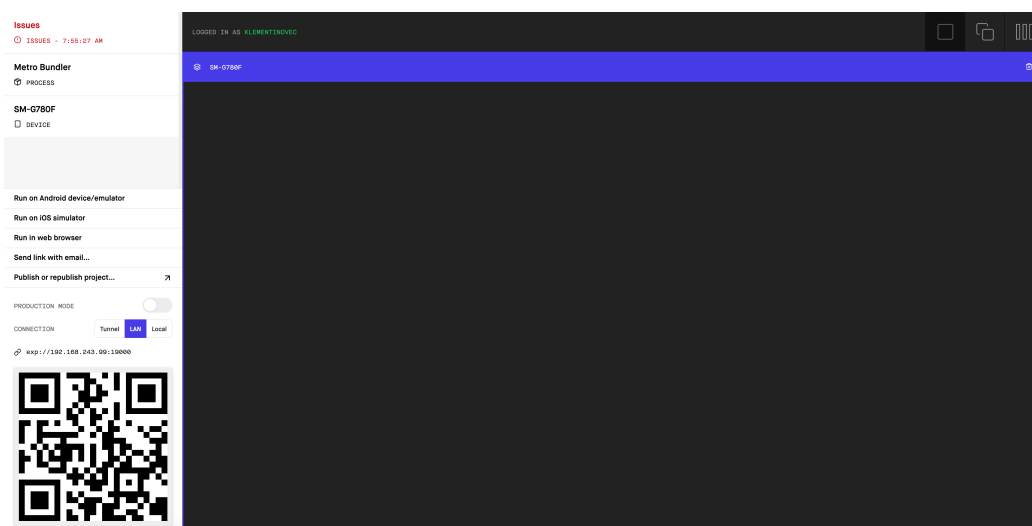 Issues
ISSUES - 7:55:27 AM
Metro Bundler
PROCESS
SM-G780F
DEVICE
Run on Android device/emulator
Run on iOS simulator
Run in web browser
Send link with email...
Publish or republish project...
PRODUCTION MODE
CONNECTION Tunnel LAN Local
exp://192.168.243.99:19000
LOGGED IN AS KLEMENTINOVEC
SM-G780F